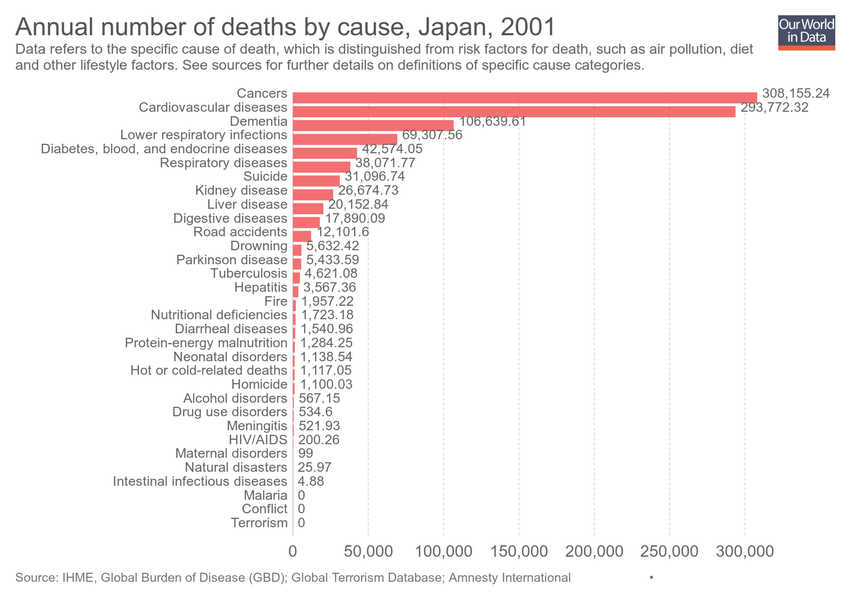 Annual number of deaths by cause, Japan, 2001
Our World
in Data
Data refers to the specific cause of death, which is distinguished from risk factors for death, such as air pollution, diet
and other lifestyle factors. See sources for further details on definitions of specific cause categories.
Cancers 308,155.24
Cardiovascular diseases 293,772.32
Dementia 106,639.61
Lower respiratory infections 69,307.56
Diabetes, blood, and endocrine diseases 42,574.05
Respiratory diseases 38,071.77
Suicide 31,096.74
Kidney disease 26,674.73
Liver disease 20,152.84
Digestive diseases 17,890.09
Road accidents 12,101.6
Drowning 5,632.42
Parkinson disease 5,433.59
Tuberculosis 4,621.08
Hepatitis 3,567.36
Fire 1,957.22
Nutritional deficiencies 1,723.18
Diarrheal diseases 1,540.96
Protein-energy malnutrition 1,284.25
Neonatal disorders 1,138.54
Hot or cold-related deaths 1,117.05
Homicide 1,100.03
Alcohol disorders 567.15
Drug use disorders 534.6
Meningitis 521.93
HIV/AIDS 200.26
Maternal disorders 99
Natural disasters 25.97
Intestinal infectious diseases 4.88
Malaria 0
Conflict 0
Terrorism 0
0 50,000 100,000 150,000 200,000 250,000 300,000
Source: IHME, Global Burden of Disease (GBD); Global Terrorism Database; Amnesty International •